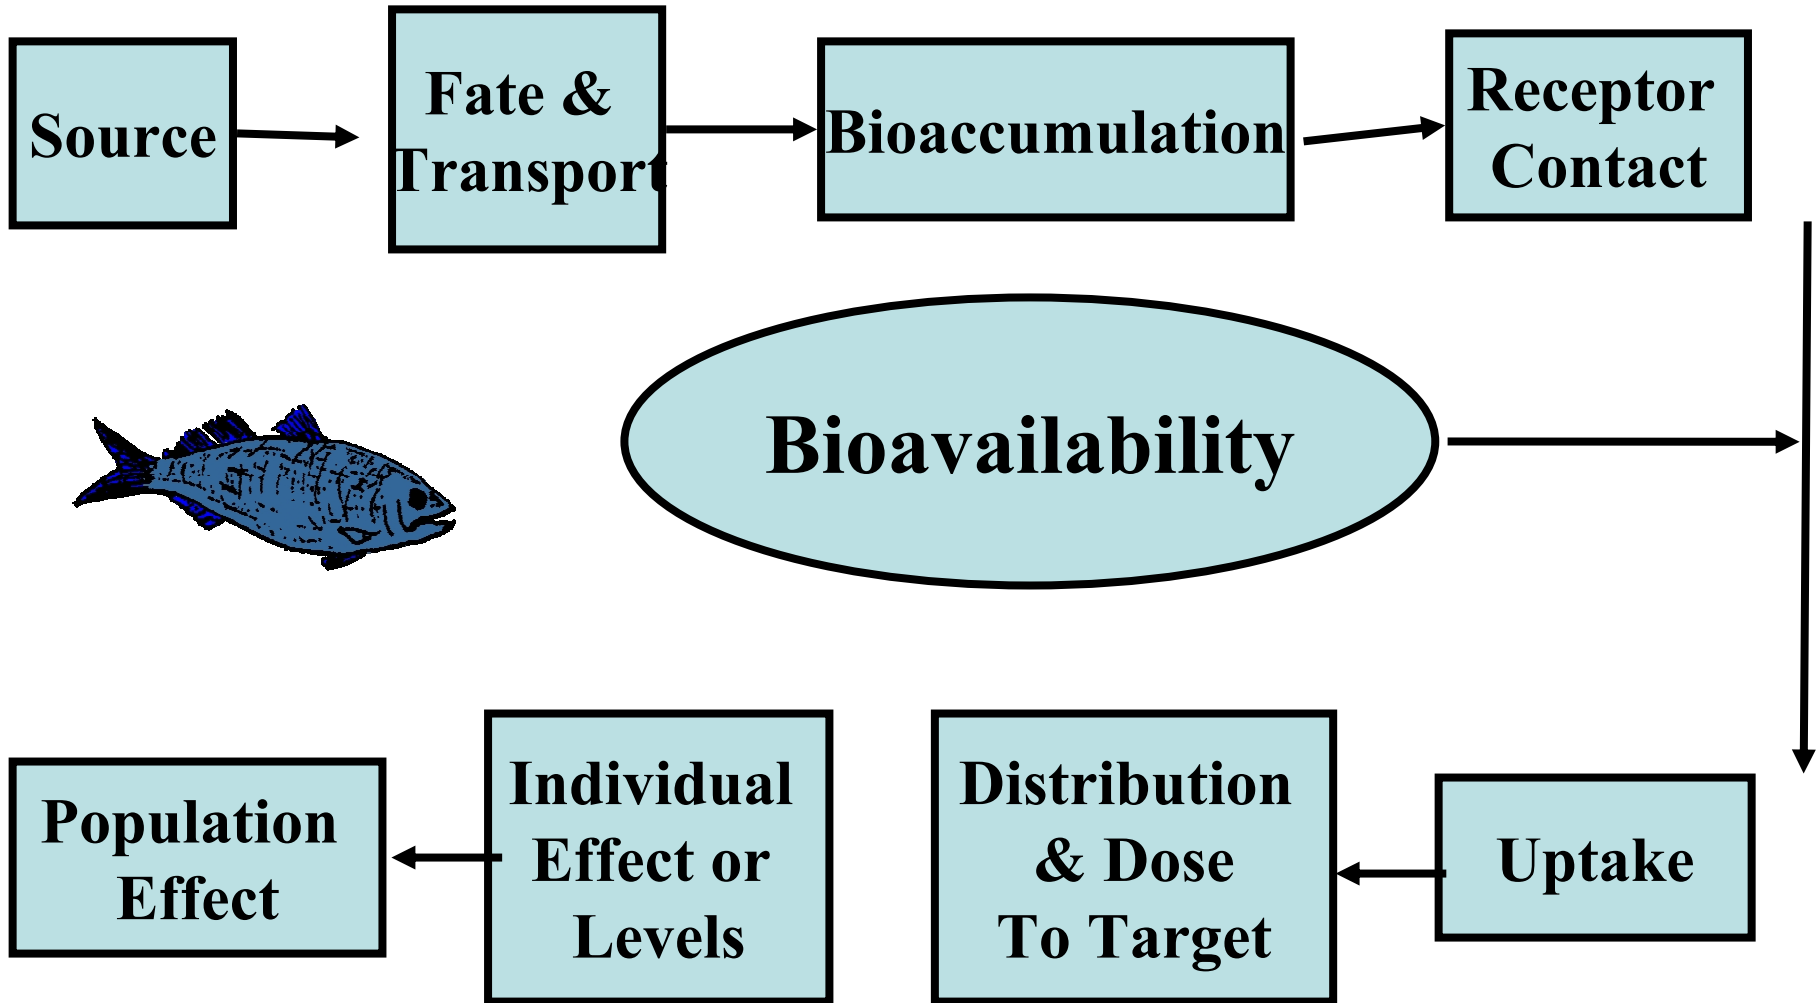 Source
Fate &
Transport
Bioaccumulation
Receptor
Contact
Bioavailability
Population
Effect
Individual
Effect or
Levels
Distribution
& Dose
To Target
Uptake